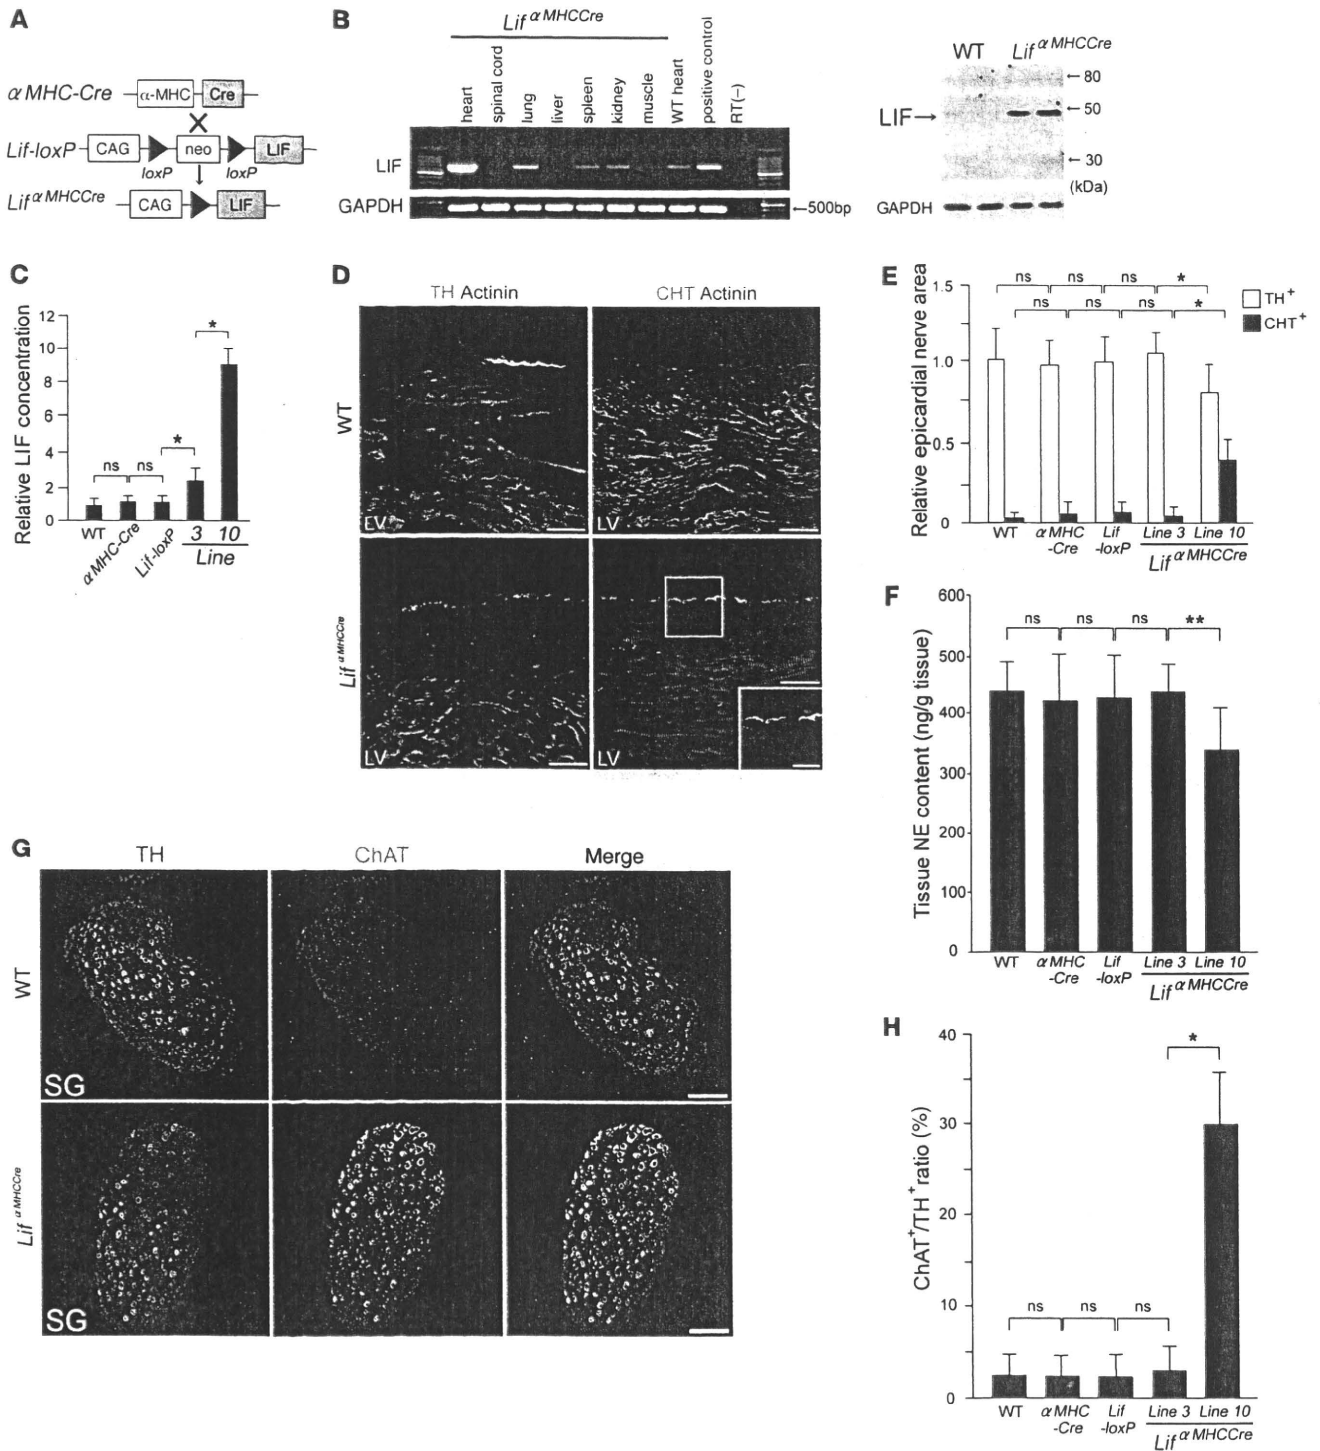 A
αMHC-Cre
α-MHC
Cre
Lif-loxP
CAG
neo
LIF
loxP
loxP
Lif αMHCCre
CAG
LIF
B
Lif αMHCCre
heart
spinal cord
lung
liver
spleen
kidney
muscle
WT heart
positive control
RT(−)
LIF
GAPDH
←500bp
WT
Lif αMHCCre
←80
←50
LIF→
←30
(kDa)
GAPDH
C
Relative LIF concentration
12
10
8
6
4
2
0
ns
ns
*
*
WT
αMHC-Cre
Lif-loxP
3
10
Line
D
TH Actinin
CHT Actinin
WT
LV
LV
Lif αMHCCre
LV
LV
E
Relative epicardial nerve area
1.5
1.0
0.5
0
ns
ns
ns
*
ns
ns
ns
*
TH+
CHT+
WT
αMHC
-Cre
Lif
-loxP
Line 3
Line 10
Lif αMHCCre
F
Tissue NE content (ng/g tissue)
600
500
400
300
200
100
0
ns
ns
ns
**
WT
αMHC
-Cre
Lif
-loxP
Line 3
Line 10
Lif αMHCCre
G
TH
ChAT
Merge
WT
SG
Lif αMHCCre
SG
H
ChAT+/TH+ ratio (%)
40
30
20
10
0
ns
ns
ns
*
WT
αMHC
-Cre
Lif
-loxP
Line 3
Line 10
Lif αMHCCre